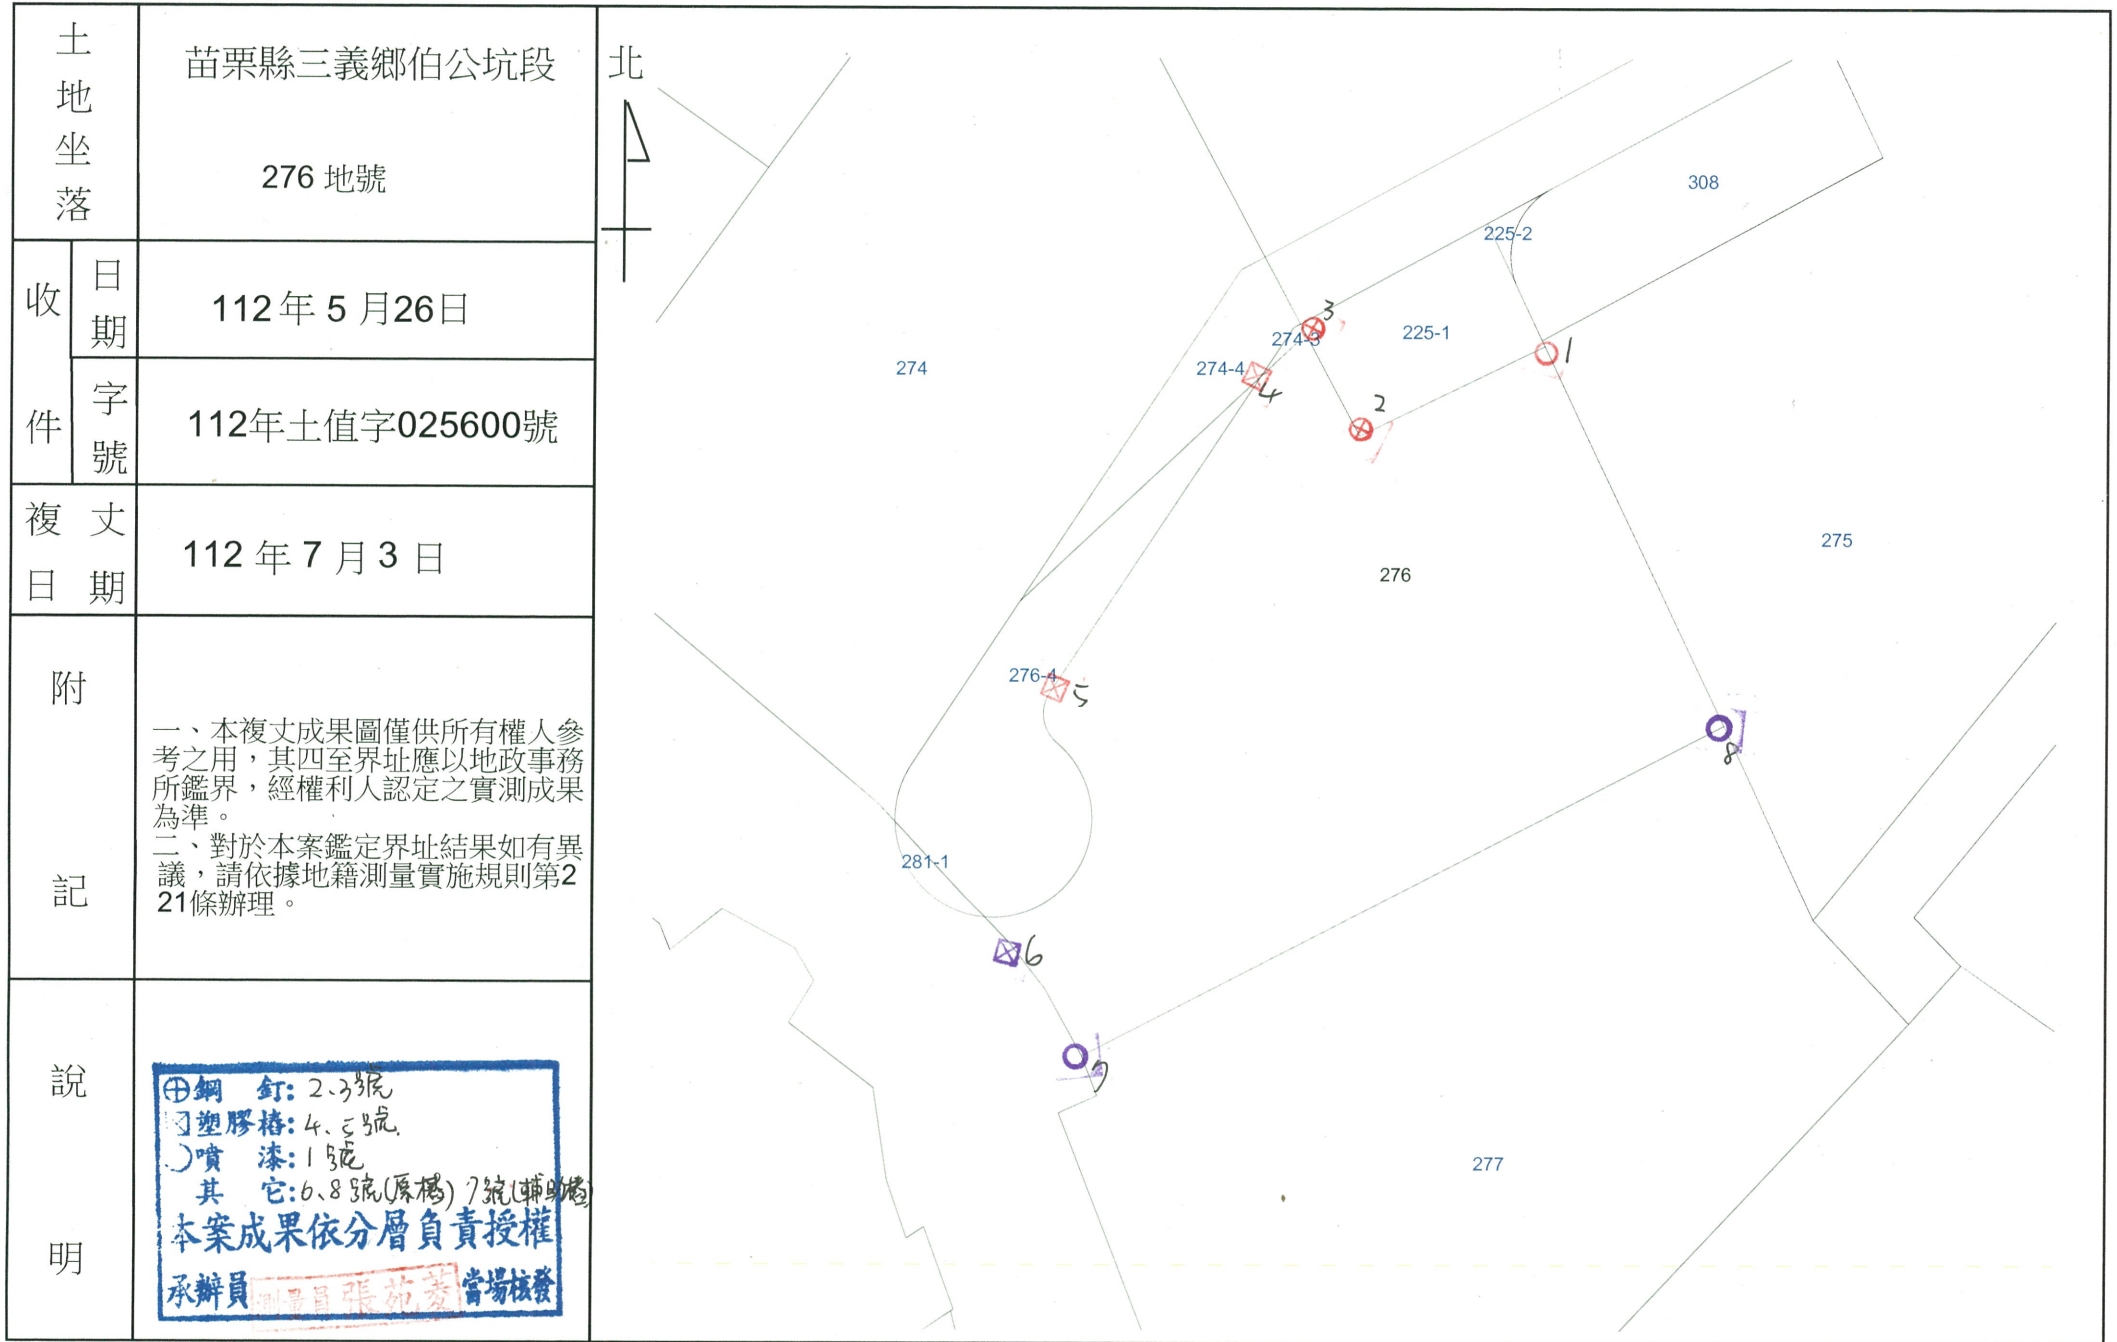 土地坐落
苗栗縣三義鄉伯公坑段
276 地號
收件
日期
112 年 5 月26日
字號
112年土值字025600號
複丈日期
112 年 7 月 3 日
附記
一、本複丈成果圖僅供所有權人參
考之用，其四至界址應以地政事務
所鑑界，經權利人認定之實測成果
為準。
二、對於本案鑑定界址結果如有異
議，請依據地籍測量實施規則第2
21條辦理。
說明
鋼 釘: 2、3號
塑膠樁: 4、5號.
噴 漆: 1號
其 它: 6、8號(原樁) 7號(輔助樁)
本案成果依分層負責授權
承辦員 測量員 張苑菱 當場核發
北
308
225-2
3
274-3
225-1
1
274
274-4
4
2
275
276
276-4
5
8
281-1
6
7
277